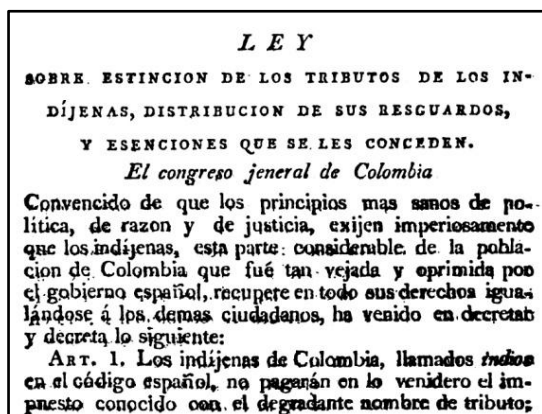 LEY
SOBRE ESTINCION DE LOS TRIBUTOS DE LOS IN-
DÍJENAS, DISTRIBUCION DE SUS RESGUARDOS,
Y ESENCIONES QUE SE LES CONCEDEN.
El congreso jeneral de Colombia
Convencido de que los principios mas sanos de po-
lítica, de razon y de justicia, exijen imperiosamente
que los indíjenas, esta parte considerable de la pobla-
cion de Colombia que fué tan vejada y oprimida por
el gobierno español, recupere en todo sus derechos igua-
lándose á los demas ciudadanos, ha venido en decretar
y decreta lo siguiente:
ART. 1. Los indíjenas de Colombia, llamados indios
en el código español, no pagarán en lo venidero el im-
puesto conocido con el degradante nombre de tributo;